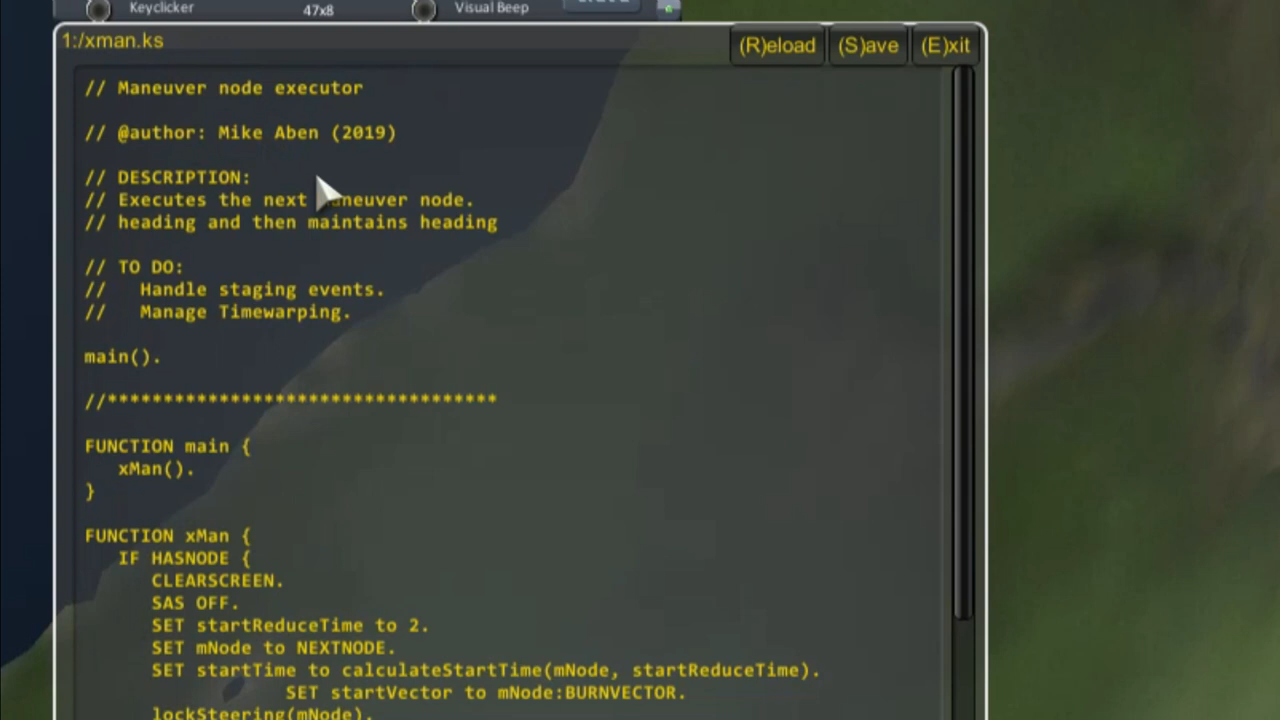 Keyclicker
47x8
Visual Beep
1:/xman.ks
(R)eload
(S)ave
(E)xit
// Maneuver node executor
// @author: Mike Aben (2019)
// DESCRIPTION:
// Executes the next maneuver node.
// heading and then maintains heading
// TO DO:
// Handle staging events.
// Manage Timewarping.
main().
//***********************************
FUNCTION main {
xMan().
}
FUNCTION xMan {
IF HASNODE {
CLEARSCREEN.
SAS OFF.
SET startReduceTime to 2.
SET mNode to NEXTNODE.
SET startTime to calculateStartTime(mNode, startReduceTime).
SET startVector to mNode:BURNVECTOR.
lockSteering(mNode).